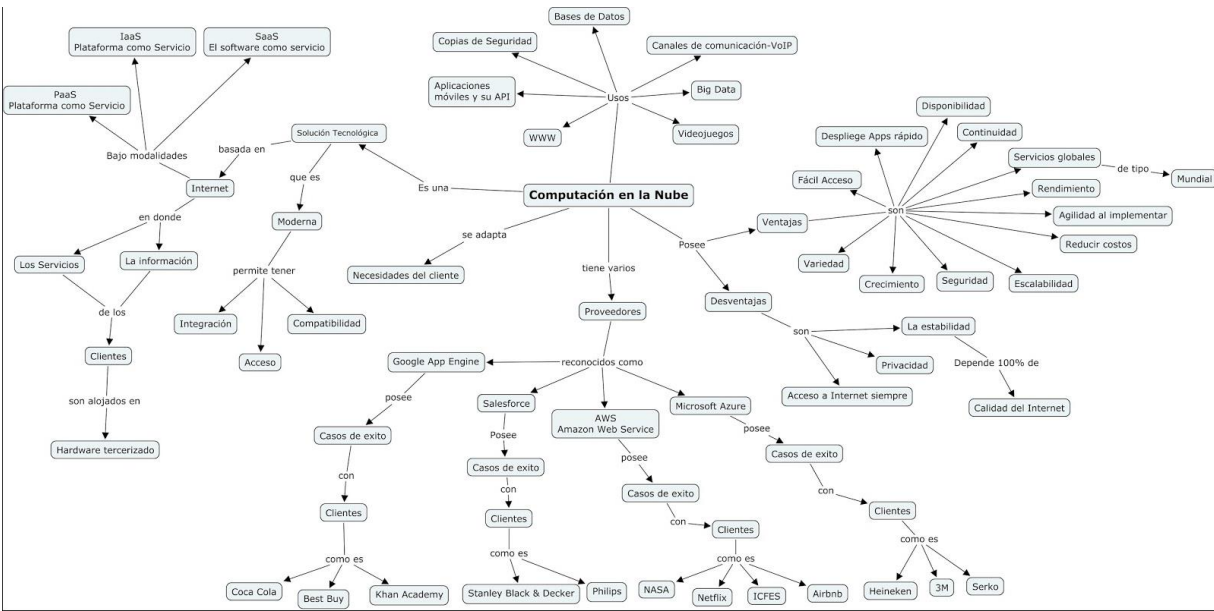 Bases de Datos
IaaS
Plataforma como Servicio
SaaS
El software como servicio
Copias de Seguridad
Canales de comunicación-VoIP
PaaS
Plataforma como Servicio
Aplicaciones
móviles y su API
Usos
Big Data
WWW
Videojuegos
Disponibilidad
Despliege Apps rápido
Continuidad
Solución Tecnológica
basada en
Bajo modalidades
Servicios globales
de tipo
Mundial
que es
Fácil Acceso
Internet
Es una
Computación en la Nube
Rendimiento
en donde
Moderna
Ventajas
son
Agilidad al implementar
se adapta
Posee
Reducir costos
Los Servicios
La información
Necesidades del cliente
tiene varios
Variedad
permite tener
Crecimiento
Seguridad
Escalabilidad
Desventajas
de los
Integración
Compatibilidad
Proveedores
son
La estabilidad
Clientes
Acceso
Google App Engine
reconocidos como
Privacidad
Depende 100% de
son alojados en
posee
Salesforce
AWS
Amazon Web Service
Microsoft Azure
Acceso a Internet siempre
Calidad del Internet
Hardware tercerizado
Casos de exito
Posee
posee
posee
Casos de exito
Casos de exito
con
con
Casos de exito
con
Clientes
Clientes
con
Clientes
Clientes
como es
como es
como es
como es
Coca Cola
Best Buy
Khan Academy
Stanley Black & Decker
Philips
NASA
Netflix
ICFES
Airbnb
Heineken
3M
Serko